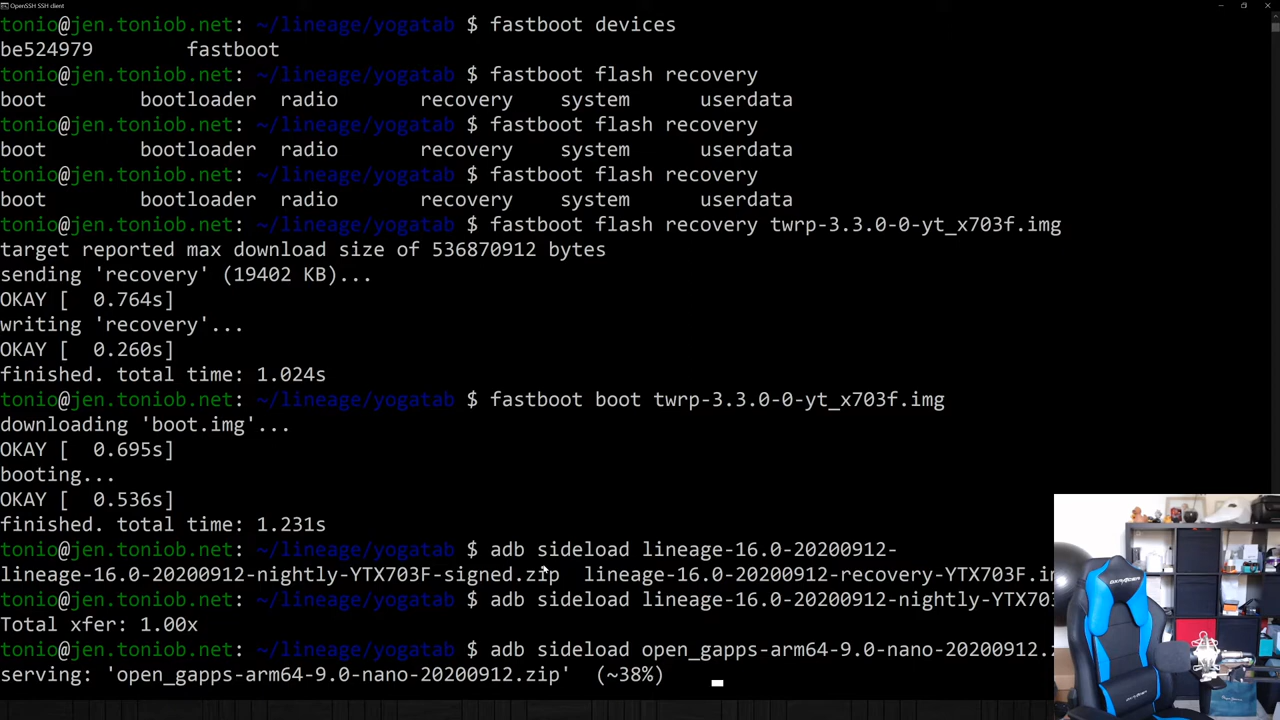 OpenSSH SSH client
tonio@jen.toniob.net: ~/lineage/yogatab $ fastboot devices
be524979 fastboot
tonio@jen.toniob.net: ~/lineage/yogatab $ fastboot flash recovery
boot bootloader radio recovery system userdata
tonio@jen.toniob.net: ~/lineage/yogatab $ fastboot flash recovery
boot bootloader radio recovery system userdata
tonio@jen.toniob.net: ~/lineage/yogatab $ fastboot flash recovery
boot bootloader radio recovery system userdata
tonio@jen.toniob.net: ~/lineage/yogatab $ fastboot flash recovery twrp-3.3.0-0-yt_x703f.img
target reported max download size of 536870912 bytes
sending 'recovery' (19402 KB)...
OKAY [ 0.764s]
writing 'recovery'...
OKAY [ 0.260s]
finished. total time: 1.024s
tonio@jen.toniob.net: ~/lineage/yogatab $ fastboot boot twrp-3.3.0-0-yt_x703f.img
downloading 'boot.img'...
OKAY [ 0.695s]
booting...
OKAY [ 0.536s]
finished. total time: 1.231s
tonio@jen.toniob.net: ~/lineage/yogatab $ adb sideload lineage-16.0-20200912-
lineage-16.0-20200912-nightly-YTX703F-signed.zip lineage-16.0-20200912-recovery-YTX703F.i
tonio@jen.toniob.net: ~/lineage/yogatab $ adb sideload lineage-16.0-20200912-nightly-YTX70
Total xfer: 1.00x
tonio@jen.toniob.net: ~/lineage/yogatab $ adb sideload open_gapps-arm64-9.0-nano-20200912.
serving: 'open_gapps-arm64-9.0-nano-20200912.zip' (~38%)